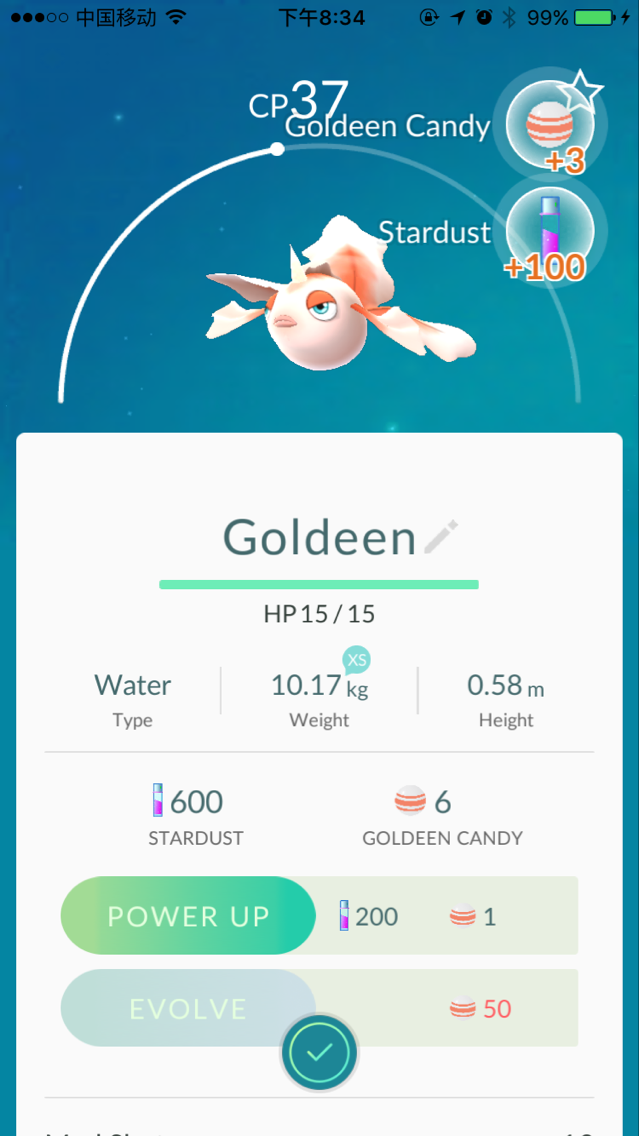 中国移动 下午8:34 99%
CP37
Goldeen Candy
+3
Stardust
+100
Goldeen
HP 15 / 15
XS
Water 10.17 kg 0.58 m
Type Weight Height
600 6
STARDUST GOLDEEN CANDY
POWER UP 200 1
EVOLVE 50